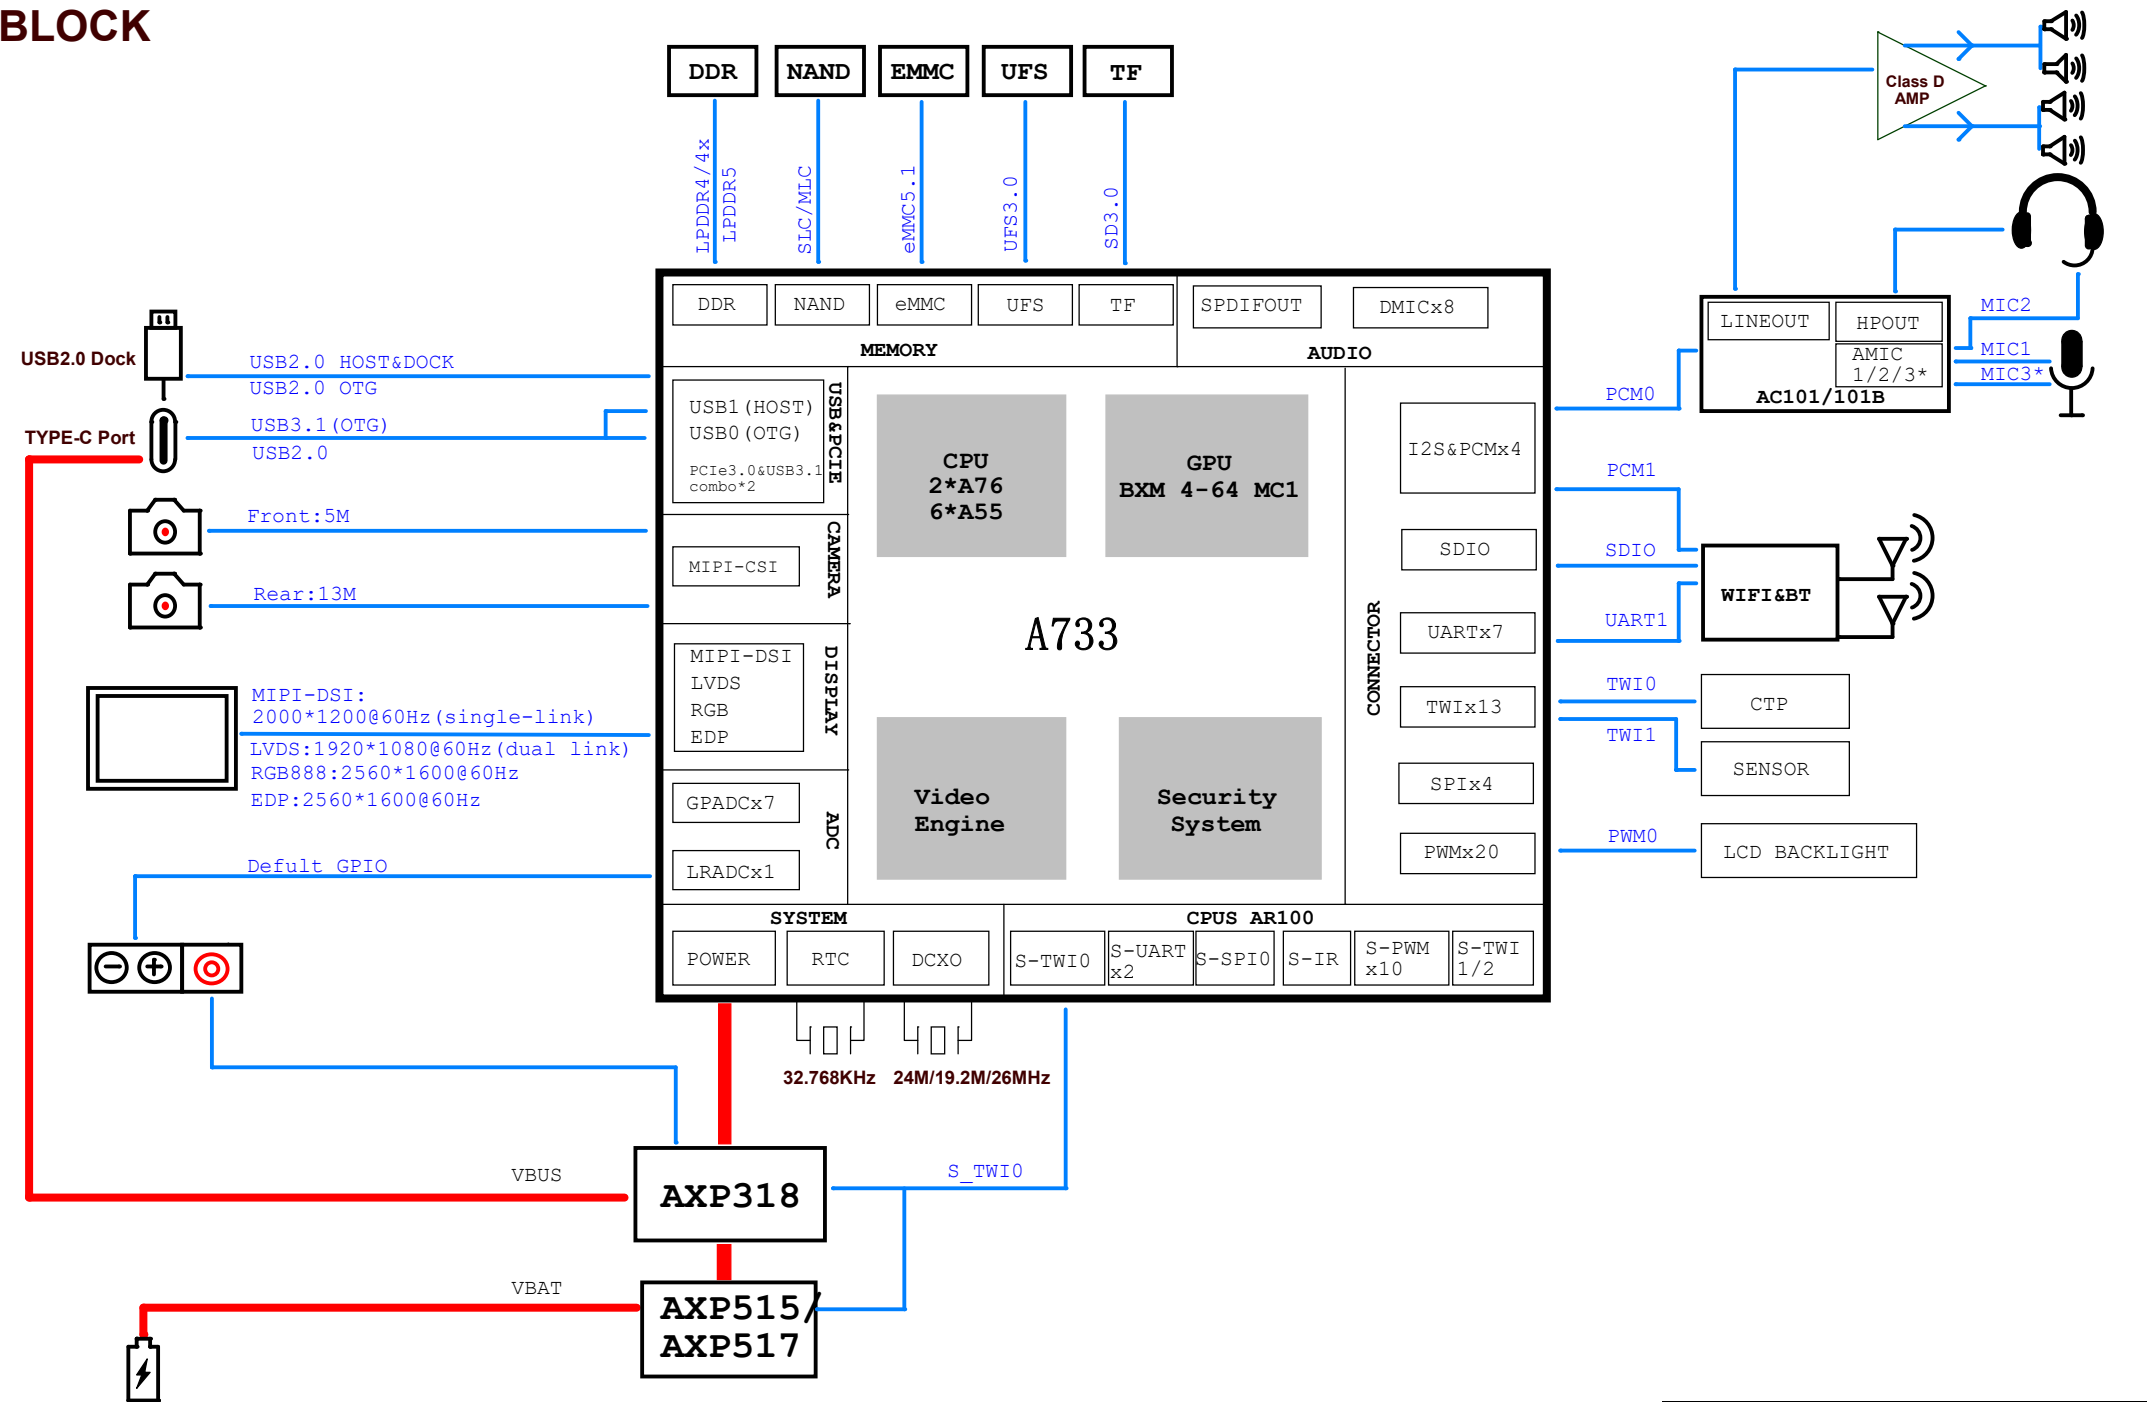 BLOCK
DDR
NAND
EMMC
UFS
TF
LPDDR4/4x
LPDDR5
SLC/MLC
eMMC5.1
UFS3.0
SD3.0
Class D
AMP
DDR
NAND
eMMC
UFS
TF
MEMORY
SPDIFOUT
DMICx8
AUDIO
USB2.0 Dock
USB2.0 HOST&DOCK
USB2.0 OTG
TYPE-C Port
USB3.1(OTG)
USB2.0
USB1(HOST)
USB0(OTG)
PCIe3.0&USB3.1
combo*2
USB&PCIE
Front:5M
Rear:13M
MIPI-CSI
CAMERA
MIPI-DSI:
2000*1200@60Hz(single-link)
LVDS:1920*1080@60Hz(dual link)
RGB888:2560*1600@60Hz
EDP:2560*1600@60Hz
MIPI-DSI
LVDS
RGB
EDP
DISPLAY
Defult GPIO
GPADCx7
LRADCx1
ADC
CPU
2*A76
6*A55
GPU
BXM 4-64 MC1
A733
Video
Engine
Security
System
CONNECTOR
I2S&PCMx4
SDIO
UARTx7
TWIx13
SPIx4
PWMx20
PCM0
PCM1
SDIO
UART1
TWI0
TWI1
PWM0
LINEOUT
HPOUT
AMIC
1/2/3*
AC101/101B
MIC2
MIC1
MIC3*
WIFI&BT
CTP
SENSOR
LCD BACKLIGHT
SYSTEM
POWER
RTC
DCXO
CPUS AR100
S-TWI0
S-UART
x2
S-SPI0
S-IR
S-PWM
x10
S-TWI
1/2
32.768KHz
24M/19.2M/26MHz
VBUS
AXP318
S_TWI0
VBAT
AXP515/
AXP517